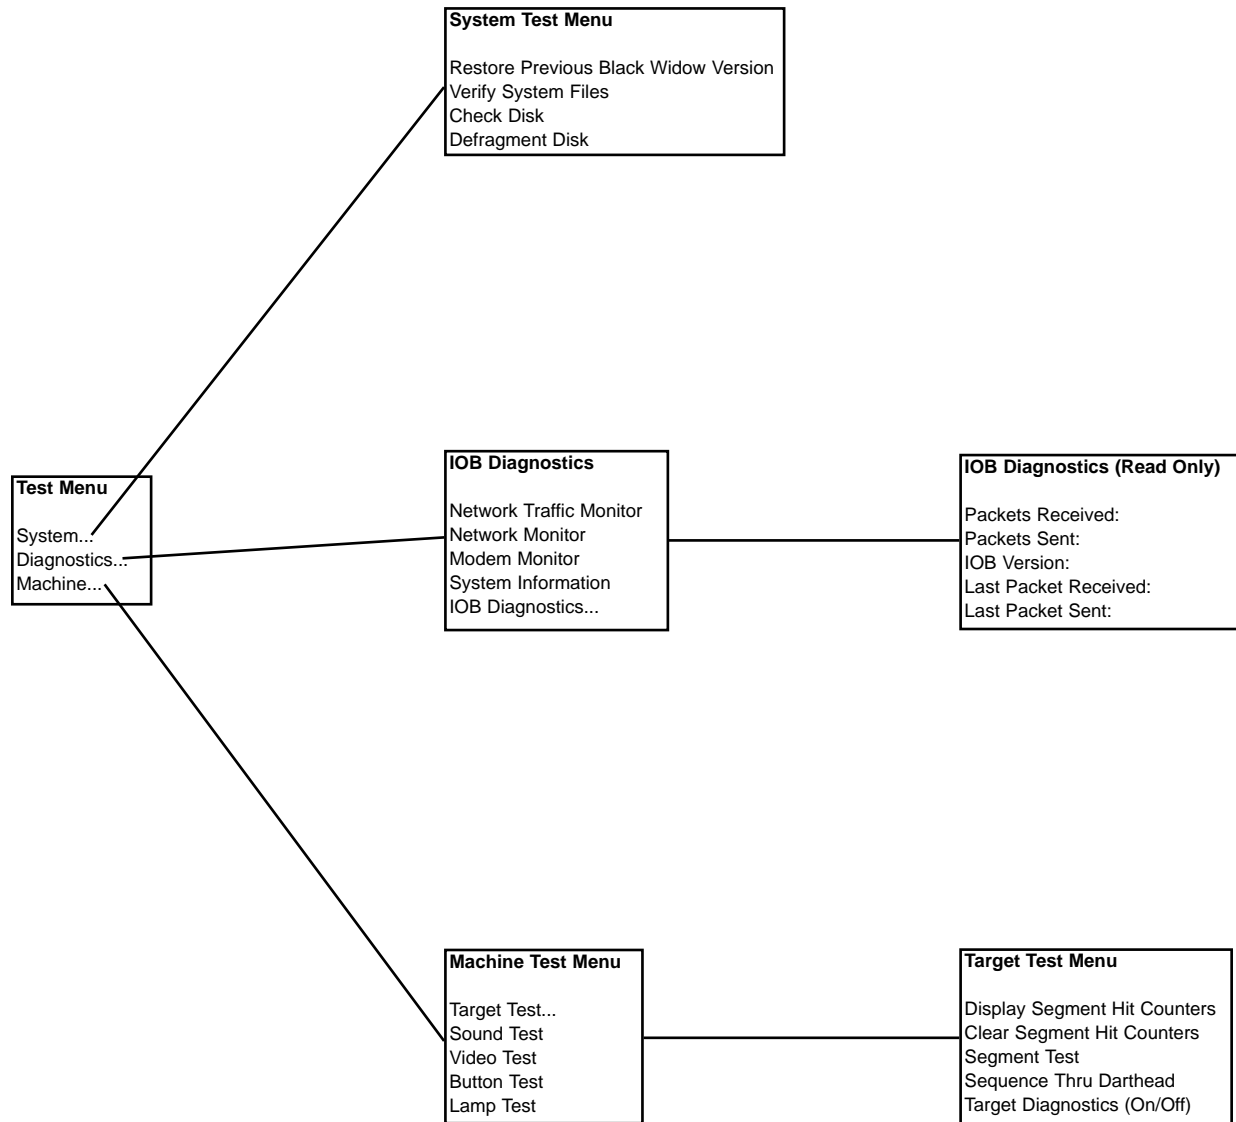 System Test Menu
Restore Previous Black Widow Version
Verify System Files
Check Disk
Defragment Disk
Test Menu
System...
Diagnostics...
Machine...
IOB Diagnostics
Network Traffic Monitor
Network Monitor
Modem Monitor
System Information
IOB Diagnostics...
IOB Diagnostics (Read Only)
Packets Received:
Packets Sent:
IOB Version:
Last Packet Received:
Last Packet Sent:
Machine Test Menu
Target Test...
Sound Test
Video Test
Button Test
Lamp Test
Target Test Menu
Display Segment Hit Counters
Clear Segment Hit Counters
Segment Test
Sequence Thru Darthead
Target Diagnostics (On/Off)